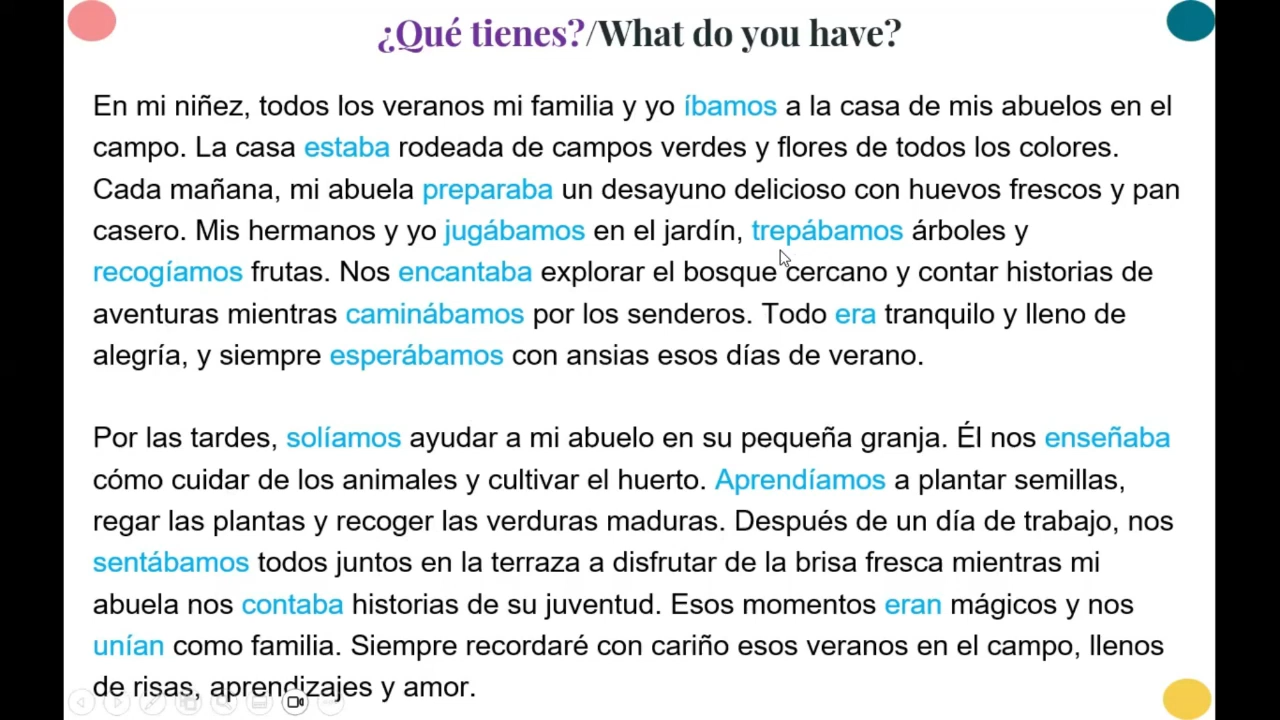 ¿Qué tienes?/What do you have?
En mi niñez, todos los veranos mi familia y yo íbamos a la casa de mis abuelos en el
campo. La casa estaba rodeada de campos verdes y flores de todos los colores.
Cada mañana, mi abuela preparaba un desayuno delicioso con huevos frescos y pan
casero. Mis hermanos y yo jugábamos en el jardín, trepábamos árboles y
recogíamos frutas. Nos encantaba explorar el bosque cercano y contar historias de
aventuras mientras caminábamos por los senderos. Todo era tranquilo y lleno de
alegría, y siempre esperábamos con ansias esos días de verano.
Por las tardes, solíamos ayudar a mi abuelo en su pequeña granja. Él nos enseñaba
cómo cuidar de los animales y cultivar el huerto. Aprendíamos a plantar semillas,
regar las plantas y recoger las verduras maduras. Después de un día de trabajo, nos
sentábamos todos juntos en la terraza a disfrutar de la brisa fresca mientras mi
abuela nos contaba historias de su juventud. Esos momentos eran mágicos y nos
unían como familia. Siempre recordaré con cariño esos veranos en el campo, llenos
de risas, aprendizajes y amor.